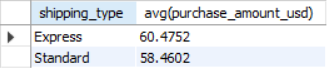 shipping_type avg(purchase_amount_usd)
Express 60.4752
Standard 58.4602